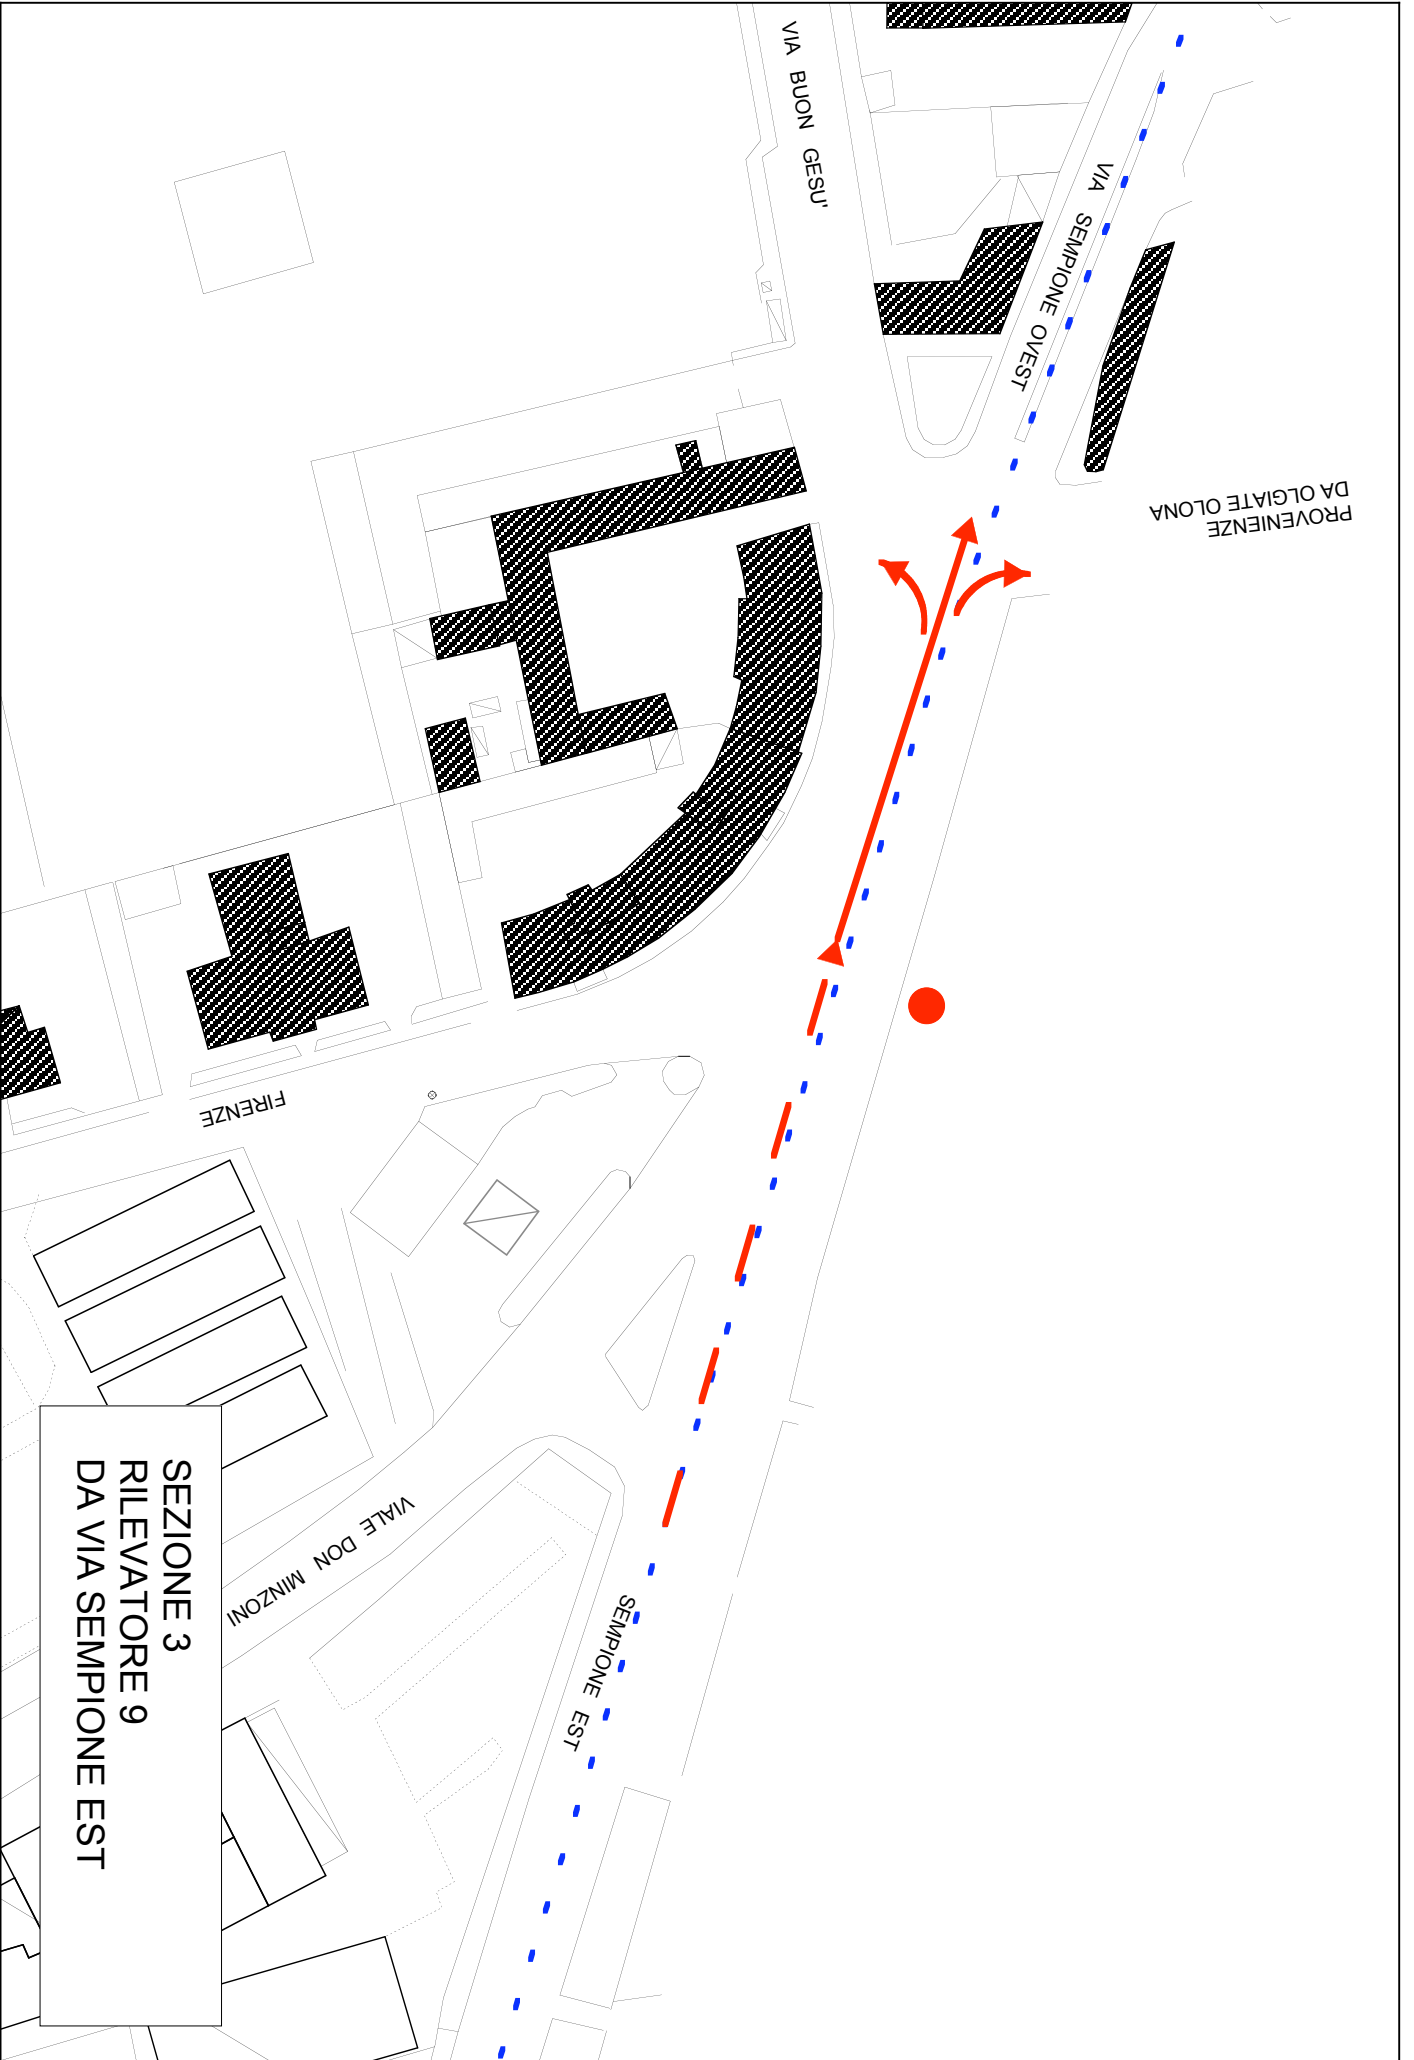 VIA BUON GESU'
VIA SEMPIONE OVEST
PROVENIENZE
DA OLGIATE OLONA
FIRENZE
VIALE DON MINZONI
SEMPIONE EST
SEZIONE 3
RILEVATORE 9
DA VIA SEMPIONE EST